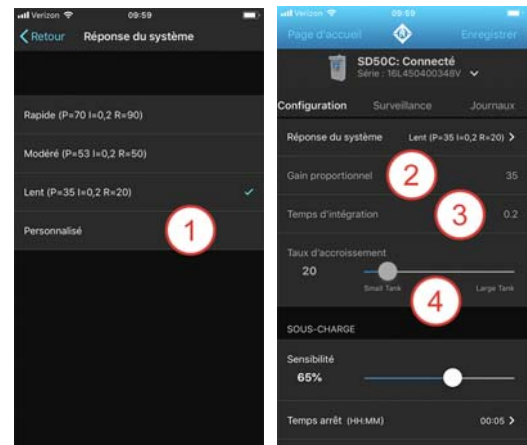 Verizon 09:59
Retour Réponse du système
Rapide (P=70 I=0,2 R=90)
Modéré (P=53 I=0,2 R=50)
Lent (P=35 I=0,2 R=20)
Personnalisé
1
Verizon 09:59
Page d'accueil Enregistrer
SD50C: Connecté
Série : 16L450400348V
Configuration Surveillance Journaux
Réponse du système Lent (P=35 I=0,2 R=20)
2
Gain proportionnel 35
3
Temps d'intégration 0.2
Taux d'accroissement
20
Small Tank Large Tank
4
SOUS-CHARGE
Sensibilité
65%
Temps arrêt (HH:MM) 00:05